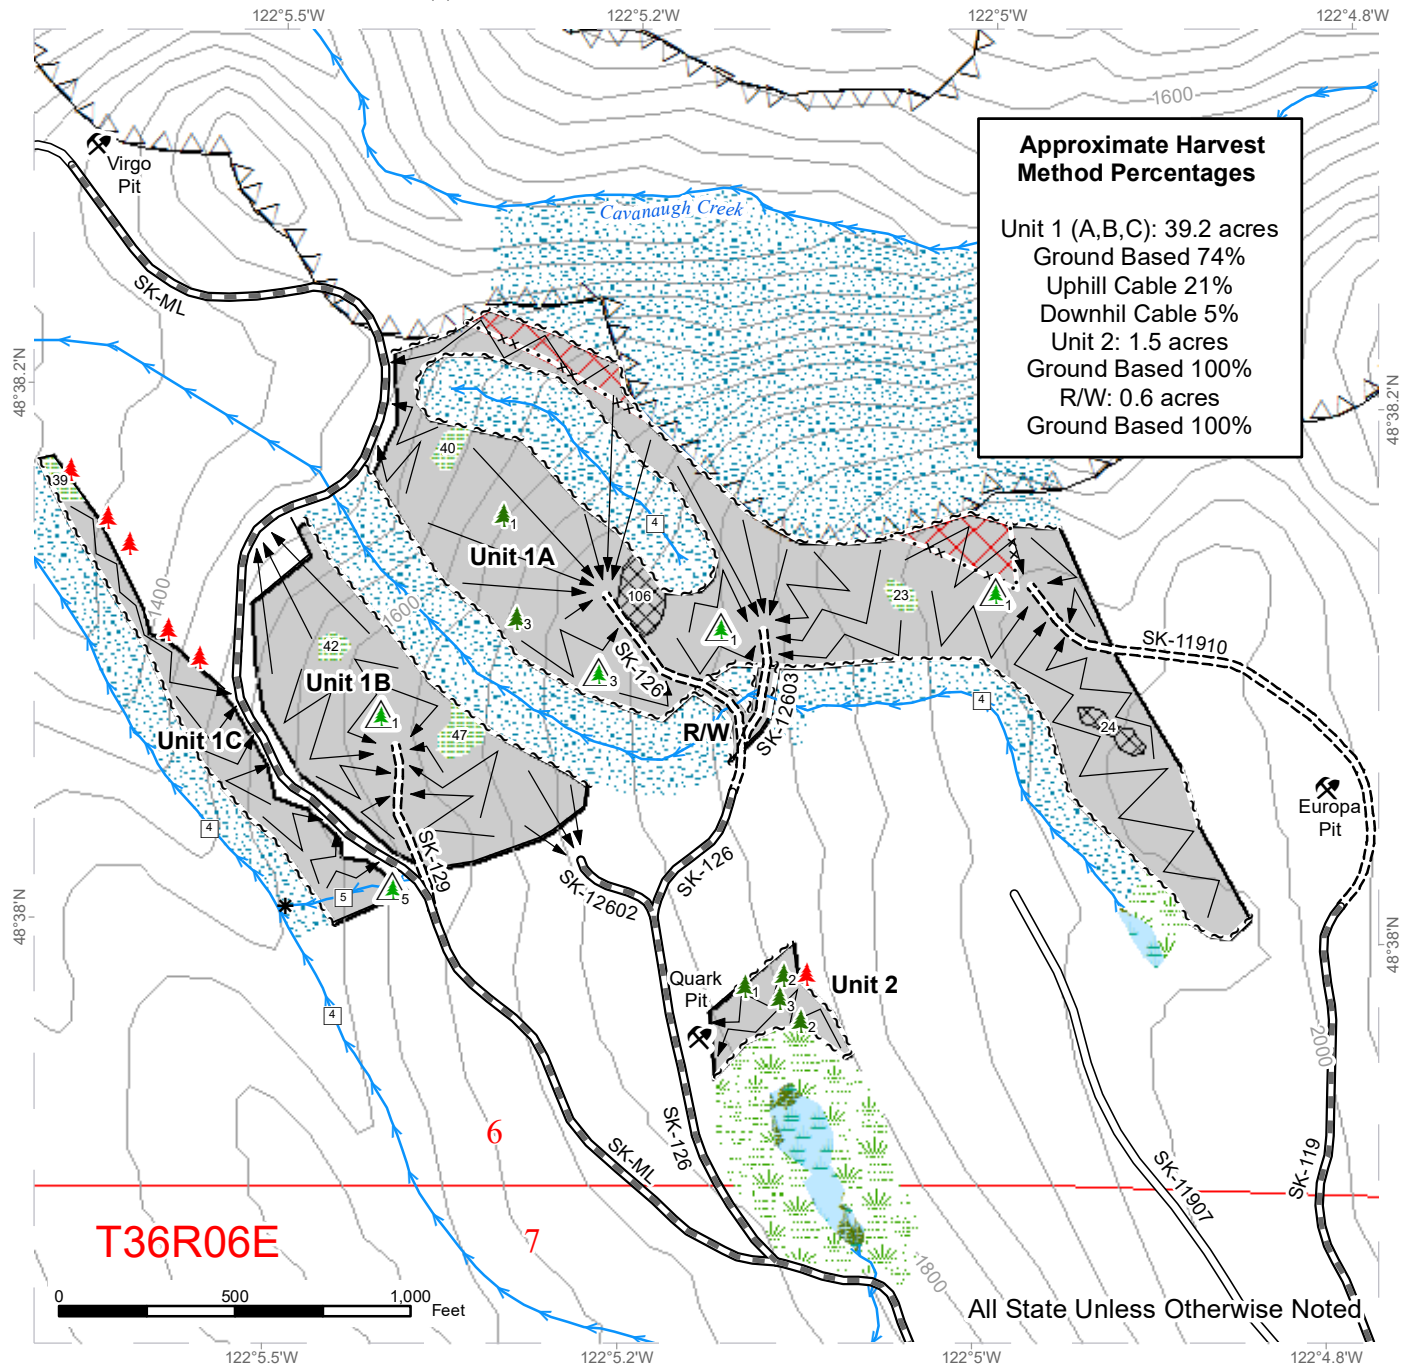 122°5.5'W
122°5.2'W
122°5'W
122°4.8'W
1600
Approximate Harvest
Method Percentages
Unit 1 (A,B,C): 39.2 acres
Ground Based 74%
Uphill Cable 21%
Downhil Cable 5%
Unit 2: 1.5 acres
Ground Based 100%
R/W: 0.6 acres
Ground Based 100%
Virgo
Pit
Cavanaugh Creek
SK-ML
48°38.2'N
48°38.2'N
40
39
1
Unit 1A
4
1400
1600
106
23
1
3
1
42
SK-126
SK-11910
Unit 1B
3
4
1
R/W
SK-12603
Unit 1C
47
24
Europa
Pit
4
SK-129
SK-126
5
5
SK-12602
48°38'N
48°38'N
Quark
Pit
2
1
3
2
Unit 2
4
2000
6
SK-126
SK-ML
SK-11907
SK-119
T36R06E
7
1800
0
500
1,000
Feet
All State Unless Otherwise Noted
122°5.5'W
122°5.2'W
122°5'W
122°4.8'W